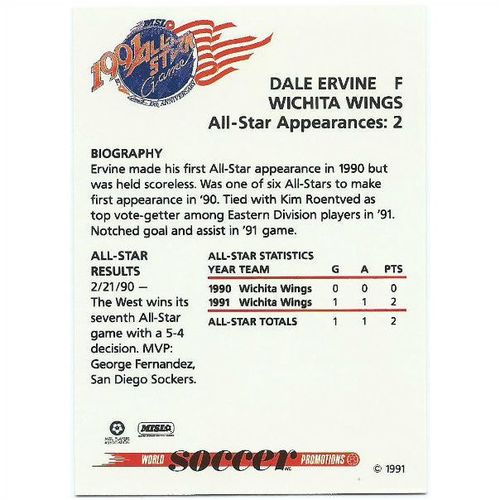 MISL
1991 ALL-STAR
Game
ANNIVERSARY
DALE ERVINE F
WICHITA WINGS
All-Star Appearances: 2
BIOGRAPHY
Ervine made his first All-Star appearance in 1990 but
was held scoreless. Was one of six All-Stars to make
first appearance in '90. Tied with Kim Roentved as
top vote-getter among Eastern Division players in '91.
Notched goal and assist in '91 game.
ALL-STAR
RESULTS
2/21/90 –
The West wins its
seventh All-Star
game with a 5-4
decision. MVP:
George Fernandez,
San Diego Sockers.
ALL-STAR STATISTICS
YEAR TEAM G A PTS
1990 Wichita Wings 0 0 0
1991 Wichita Wings 1 1 2
ALL-STAR TOTALS 1 1 2
MISL
WORLD soccer INC. PROMOTIONS
© 1991